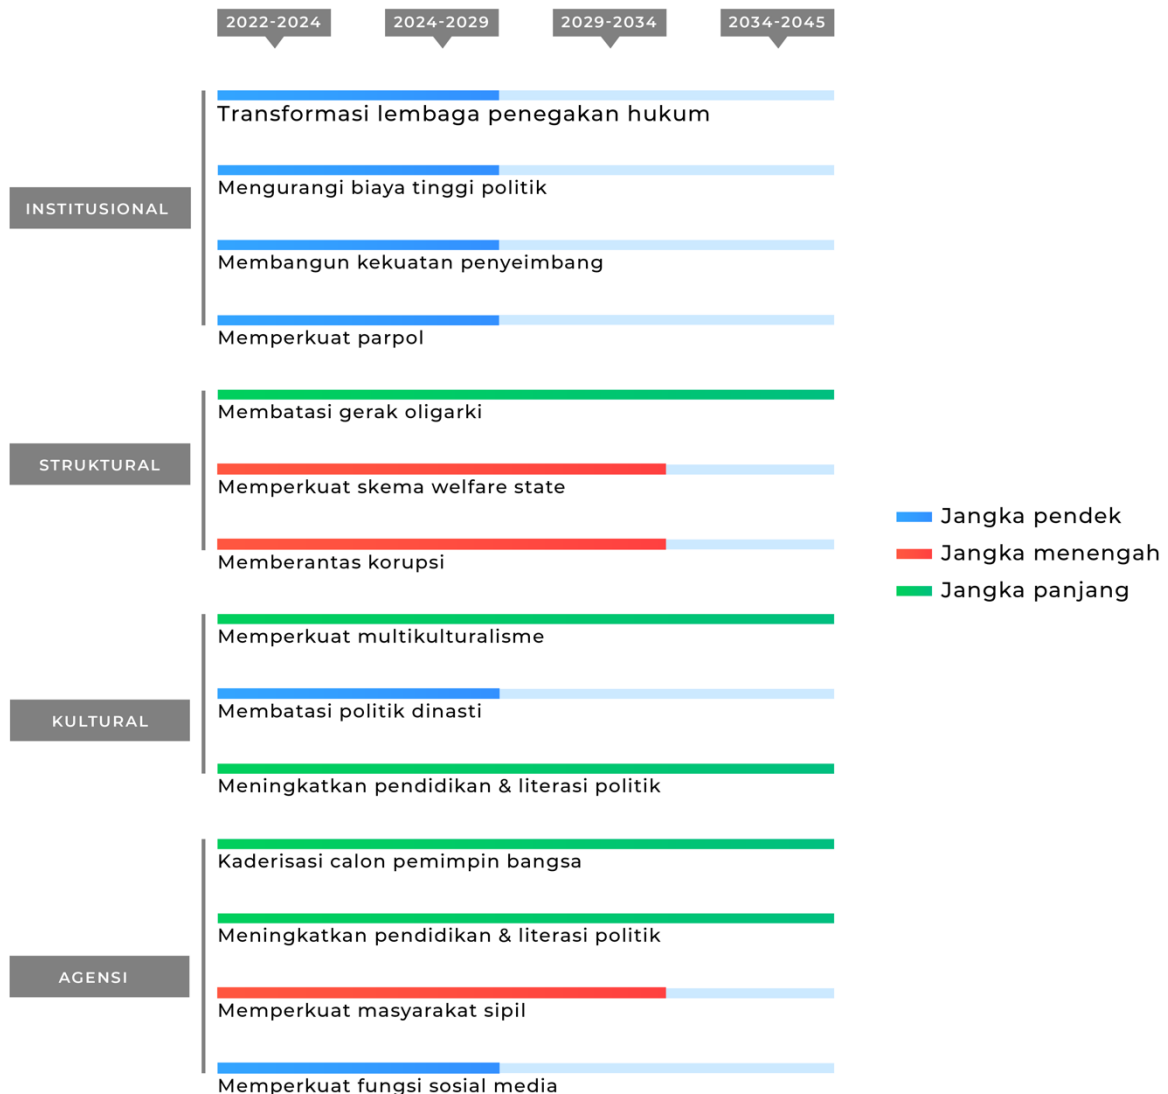 2022-2024
2024-2029
2029-2034
2034-2045
INSTITUSIONAL
Transformasi lembaga penegakan hukum
Mengurangi biaya tinggi politik
Membangun kekuatan penyeimbang
Memperkuat parpol
STRUKTURAL
Membatasi gerak oligarki
Memperkuat skema welfare state
Memberantas korupsi
KULTURAL
Memperkuat multikulturalisme
Membatasi politik dinasti
Meningkatkan pendidikan & literasi politik
AGENSI
Kaderisasi calon pemimpin bangsa
Meningkatkan pendidikan & literasi politik
Memperkuat masyarakat sipil
Memperkuat fungsi sosial media
Jangka pendek
Jangka menengah
Jangka panjang